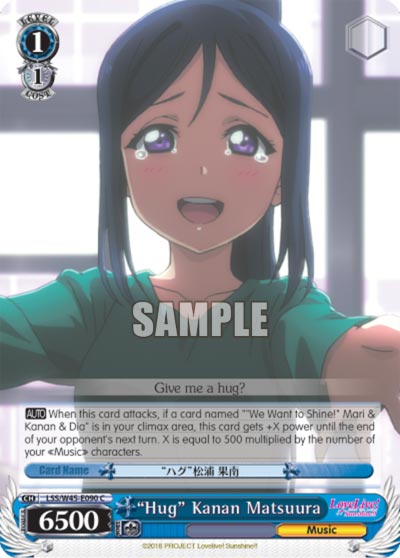 LEVEL
1
1
COST
SAMPLE
Give me a hug?
AUTO When this card attacks, if a card named ""We Want to Shine!" Mari &
Kanan & Dia" is in your climax area, this card gets +X power until the end
of your opponent's next turn. X is equal to 500 multiplied by the number of
your «Music» characters.
Card Name
“ハグ”松浦 果南
CH
LSS/W45-E090 C
“Hug” Kanan Matsuura
LoveLive!
Sunshine!!
POWER
6500
Music
©2016 PROJECT Lovelive! Sunshine!!